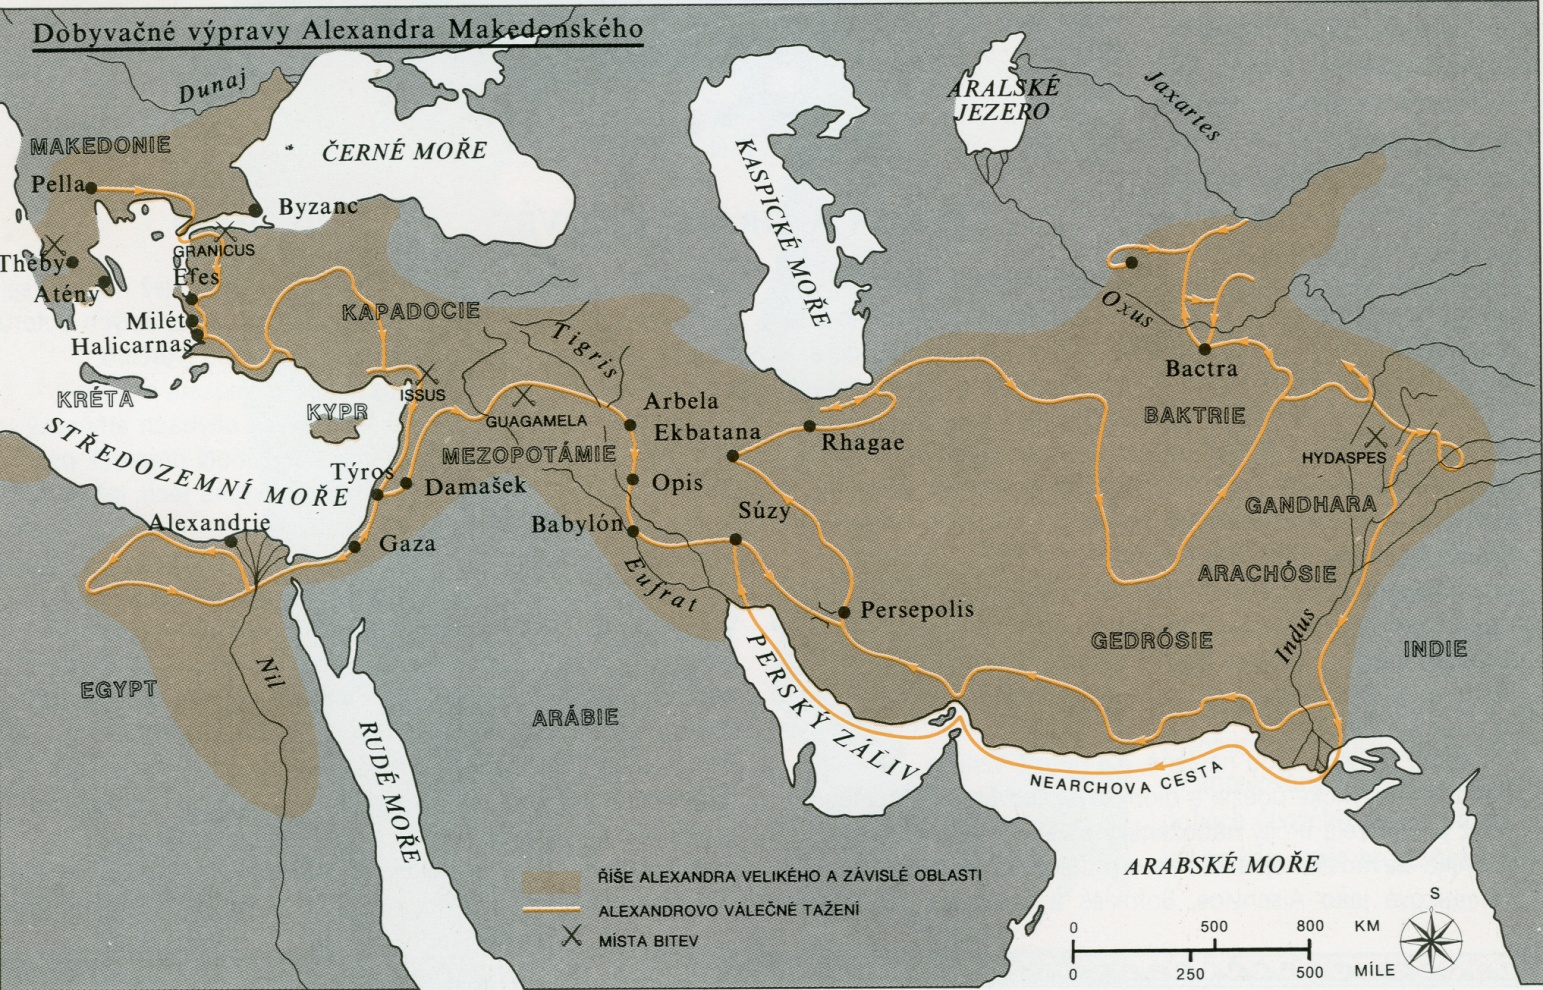 Dobyvačné výpravy Alexandra Makedonského
Dunaj
MAKEDONIE
Pella
ČERNÉ MOŘE
Byzanc
GRANICUS
Théby
Atény
Efes
Milét
Halicarnas
KAPADOCIE
KRÉTA
KYPR
ISSUS
STŘEDOZEMNÍ MOŘE
Týros
Damašek
Alexandrie
Gaza
EGYPT
Nil
RUDÉ MOŘE
ARÁBIE
Tigris
GUAGAMELA
MEZOPOTÁMIE
Arbela
Ekbatana
Opis
Babylón
Súzy
Eufrat
Rhagae
Persepolis
PERSKÝ ZÁLIV
KASPICKÉ MOŘE
ARALSKÉ
JEZERO
Jaxartes
Oxus
Bactra
BAKTRIE
HYDASPES
GANDHARA
ARACHÓSIE
GEDRÓSIE
Indus
INDIE
NEARCHOVA CESTA
ARABSKÉ MOŘE
ŘÍŠE ALEXANDRA VELIKÉHO A ZÁVISLÉ OBLASTI
ALEXANDROVO VÁLEČNÉ TAŽENÍ
MÍSTA BITEV
S
0 500 800 KM
0 250 500 MÍLE